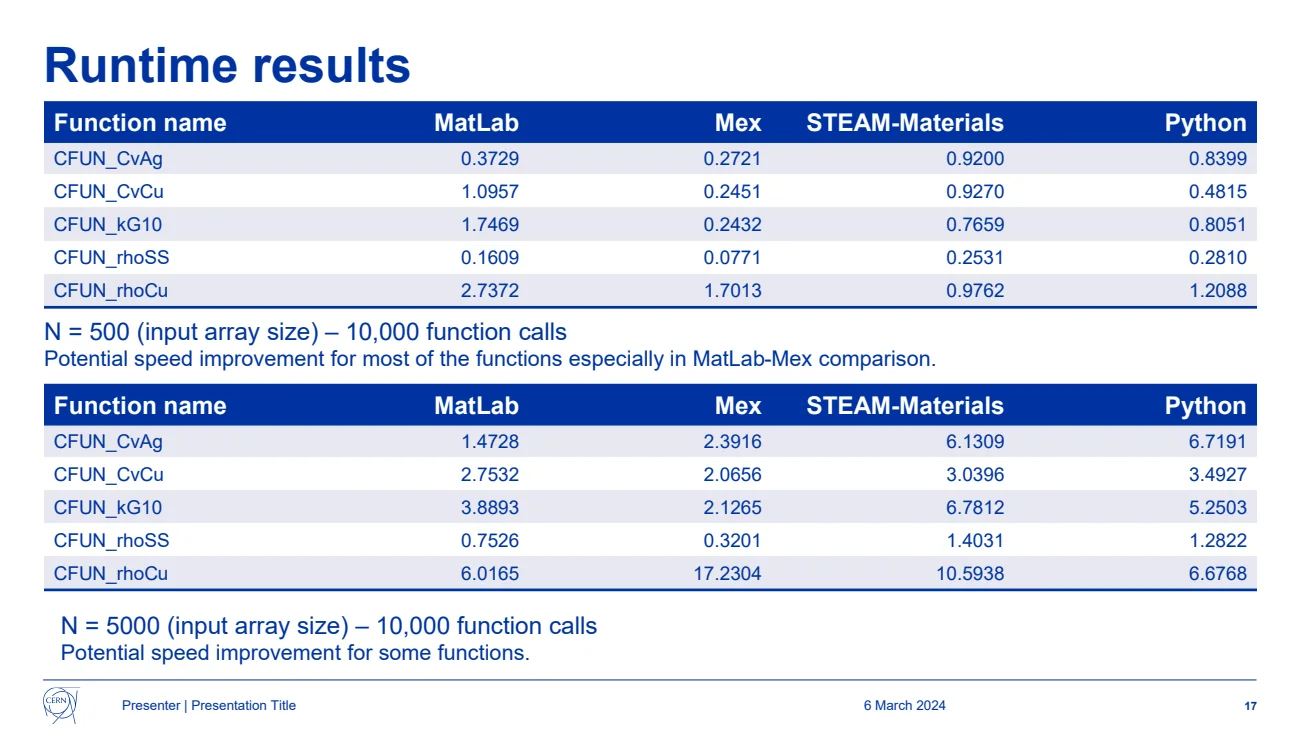 Runtime results
Function name MatLab Mex STEAM-Materials Python
CFUN_CvAg 0.3729 0.2721 0.9200 0.8399
CFUN_CvCu 1.0957 0.2451 0.9270 0.4815
CFUN_kG10 1.7469 0.2432 0.7659 0.8051
CFUN_rhoSS 0.1609 0.0771 0.2531 0.2810
CFUN_rhoCu 2.7372 1.7013 0.9762 1.2088
N = 500 (input array size) – 10,000 function calls
Potential speed improvement for most of the functions especially in MatLab-Mex comparison.
Function name MatLab Mex STEAM-Materials Python
CFUN_CvAg 1.4728 2.3916 6.1309 6.7191
CFUN_CvCu 2.7532 2.0656 3.0396 3.4927
CFUN_kG10 3.8893 2.1265 6.7812 5.2503
CFUN_rhoSS 0.7526 0.3201 1.4031 1.2822
CFUN_rhoCu 6.0165 17.2304 10.5938 6.6768
N = 5000 (input array size) – 10,000 function calls
Potential speed improvement for some functions.
CERN Presenter | Presentation Title 6 March 2024 17